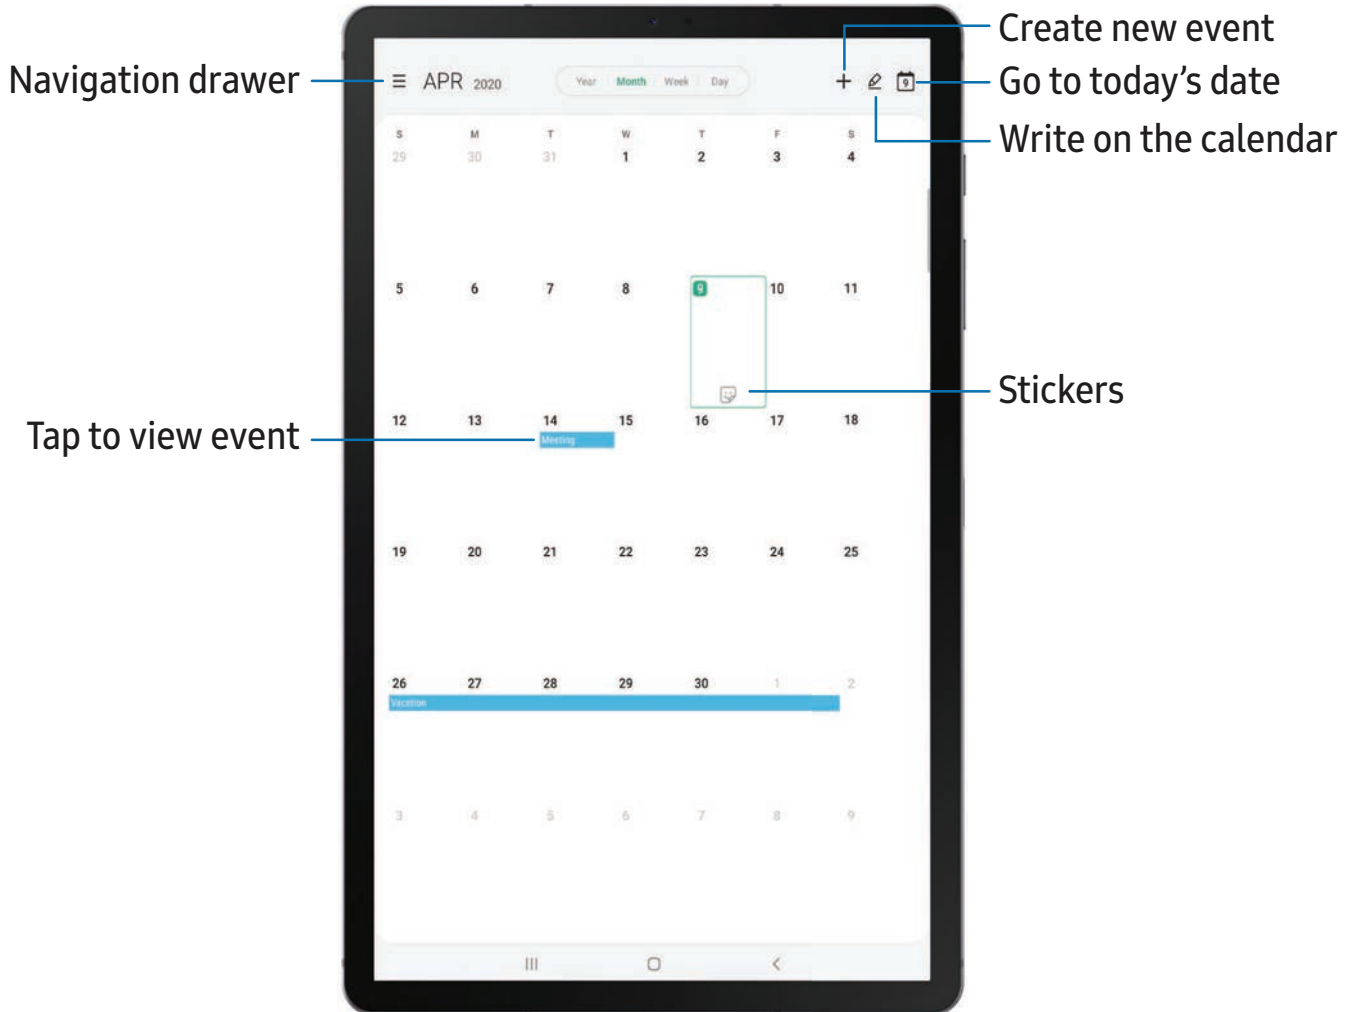 Create new event
Navigation drawer
APR 2020
Year Month Week Day
9
Go to today’s date
Write on the calendar
S M T W T F S
29 30 31 1 2 3 4
5 6 7 8 9 10 11
Stickers
12 13 14 15 16 17 18
Tap to view event
Meeting
19 20 21 22 23 24 25
26 27 28 29 30 1 2
Vacation
3 4 5 6 7 8 9